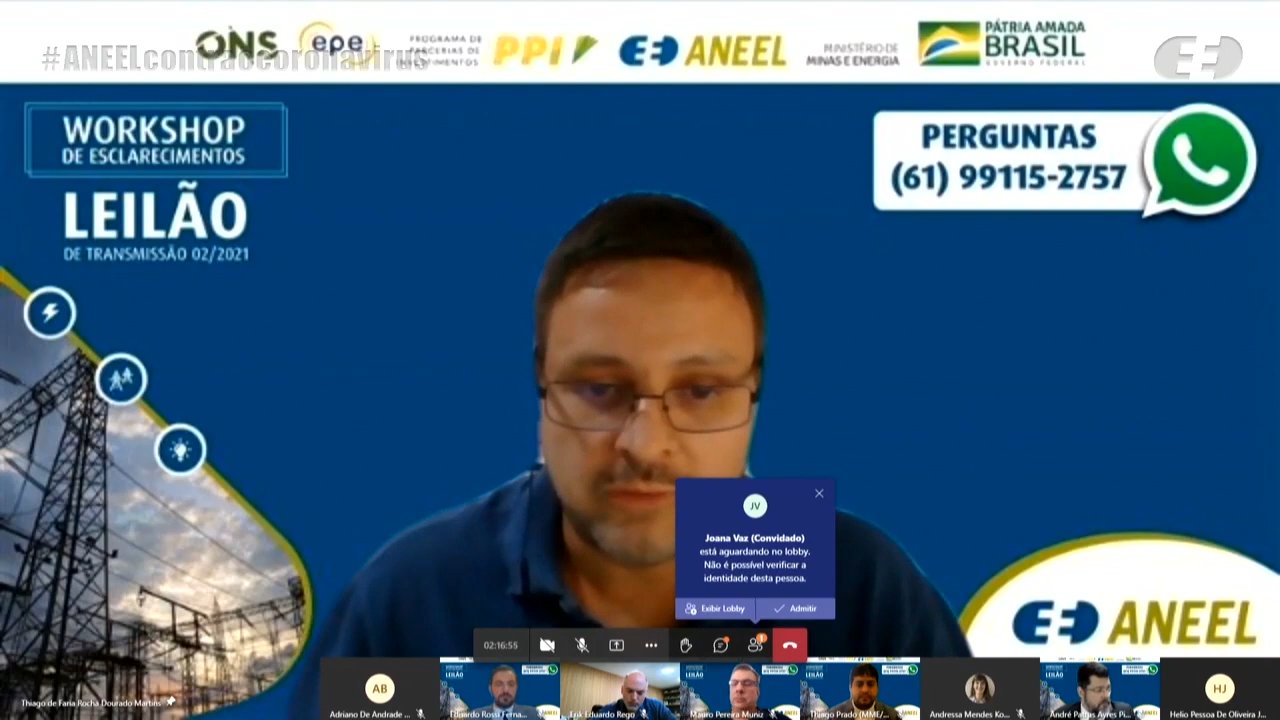 #ANEELcontraocoronavirus
ONS
epe
PROGRAMA DE
PARCERIAS DE
INVESTIMENTOS
PPI
ANEEL
MINISTÉRIO DE
MINAS E ENERGIA
PÁTRIA AMADA
BRASIL
GOVERNO FEDERAL
WORKSHOP
DE ESCLARECIMENTOS
LEILÃO
DE TRANSMISSÃO 02/2021
PERGUNTAS
(61) 99115-2757
JV
Joana Vaz (Convidado)
está aguardando no lobby.
Não é possível verificar a
identidade desta pessoa.
Exibir Lobby
Admitir
ANEEL
02:16:55
1
Thiago de Faria Rocha Dourado Martins
AB
Adriano De Andrade ...
Eduardo Rossi Ferna...
Erik Eduardo Rego
Mauro Pereira Muniz
Thiago Prado (MME/...
Andressa Mendes Ko...
André Patrus Ayres Pi...
HJ
Helio Pessoa De Oliveira J...